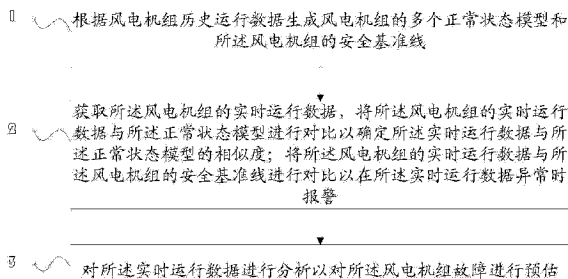 1 根据风电机组历史运行数据生成风电机组的多个正常状态模型和
所述风电机组的安全基准线
2 获取所述风电机组的实时运行数据，将所述风电机组的实时运行
数据与所述正常状态模型进行对比以确定所述实时运行数据与所
述正常状态模型的相似度；将所述风电机组的实时运行数据与所
述风电机组的安全基准线进行对比以在所述实时运行数据异常时
报警
3 对所述实时运行数据进行分析以对所述风电机组故障进行预估